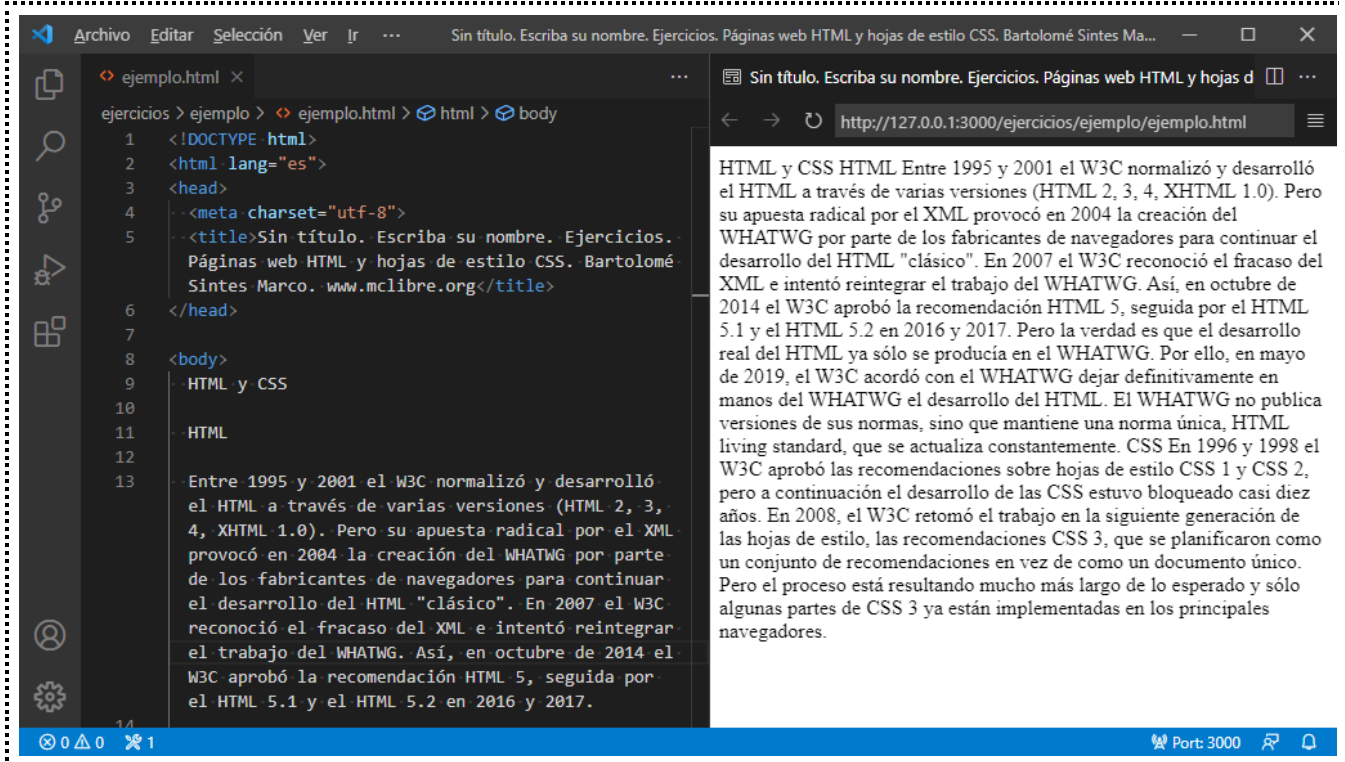 Archivo Editar Selección Ver Ir ··· Sin título. Escriba su nombre. Ejercicios. Páginas web HTML y hojas de estilo CSS. Bartolomé Sintes Ma...
ejemplo.html
ejercicios > ejemplo > ejemplo.html > html > body
1 <!DOCTYPE html>
2 <html lang="es">
3 <head>
4 <meta charset="utf-8">
5 <title>Sin título. Escriba su nombre. Ejercicios.
Páginas web HTML y hojas de estilo CSS. Bartolomé
Sintes Marco. www.mclibre.org</title>
6 </head>
7
8 <body>
9 HTML y CSS
10
11 HTML
12
13 Entre 1995 y 2001 el W3C normalizó y desarrolló
el HTML a través de varias versiones (HTML 2, 3,
4, XHTML 1.0). Pero su apuesta radical por el XML
provocó en 2004 la creación del WHATWG por parte
de los fabricantes de navegadores para continuar
el desarrollo del HTML "clásico". En 2007 el W3C
reconoció el fracaso del XML e intentó reintegrar
el trabajo del WHATWG. Así, en octubre de 2014 el
W3C aprobó la recomendación HTML 5, seguida por
el HTML 5.1 y el HTML 5.2 en 2016 y 2017.
14
Sin título. Escriba su nombre. Ejercicios. Páginas web HTML y hojas d
http://127.0.0.1:3000/ejercicios/ejemplo/ejemplo.html
HTML y CSS HTML Entre 1995 y 2001 el W3C normalizó y desarrolló
el HTML a través de varias versiones (HTML 2, 3, 4, XHTML 1.0). Pero
su apuesta radical por el XML provocó en 2004 la creación del
WHATWG por parte de los fabricantes de navegadores para continuar el
desarrollo del HTML "clásico". En 2007 el W3C reconoció el fracaso del
XML e intentó reintegrar el trabajo del WHATWG. Así, en octubre de
2014 el W3C aprobó la recomendación HTML 5, seguida por el HTML
5.1 y el HTML 5.2 en 2016 y 2017. Pero la verdad es que el desarrollo
real del HTML ya sólo se producía en el WHATWG. Por ello, en mayo
de 2019, el W3C acordó con el WHATWG dejar definitivamente en
manos del WHATWG el desarrollo del HTML. El WHATWG no publica
versiones de sus normas, sino que mantiene una norma única, HTML
living standard, que se actualiza constantemente. CSS En 1996 y 1998 el
W3C aprobó las recomendaciones sobre hojas de estilo CSS 1 y CSS 2,
pero a continuación el desarrollo de las CSS estuvo bloqueado casi diez
años. En 2008, el W3C retomó el trabajo en la siguiente generación de
las hojas de estilo, las recomendaciones CSS 3, que se planificaron como
un conjunto de recomendaciones en vez de como un documento único.
Pero el proceso está resultando mucho más largo de lo esperado y sólo
algunas partes de CSS 3 ya están implementadas en los principales
navegadores.
0 0 1 Port: 3000